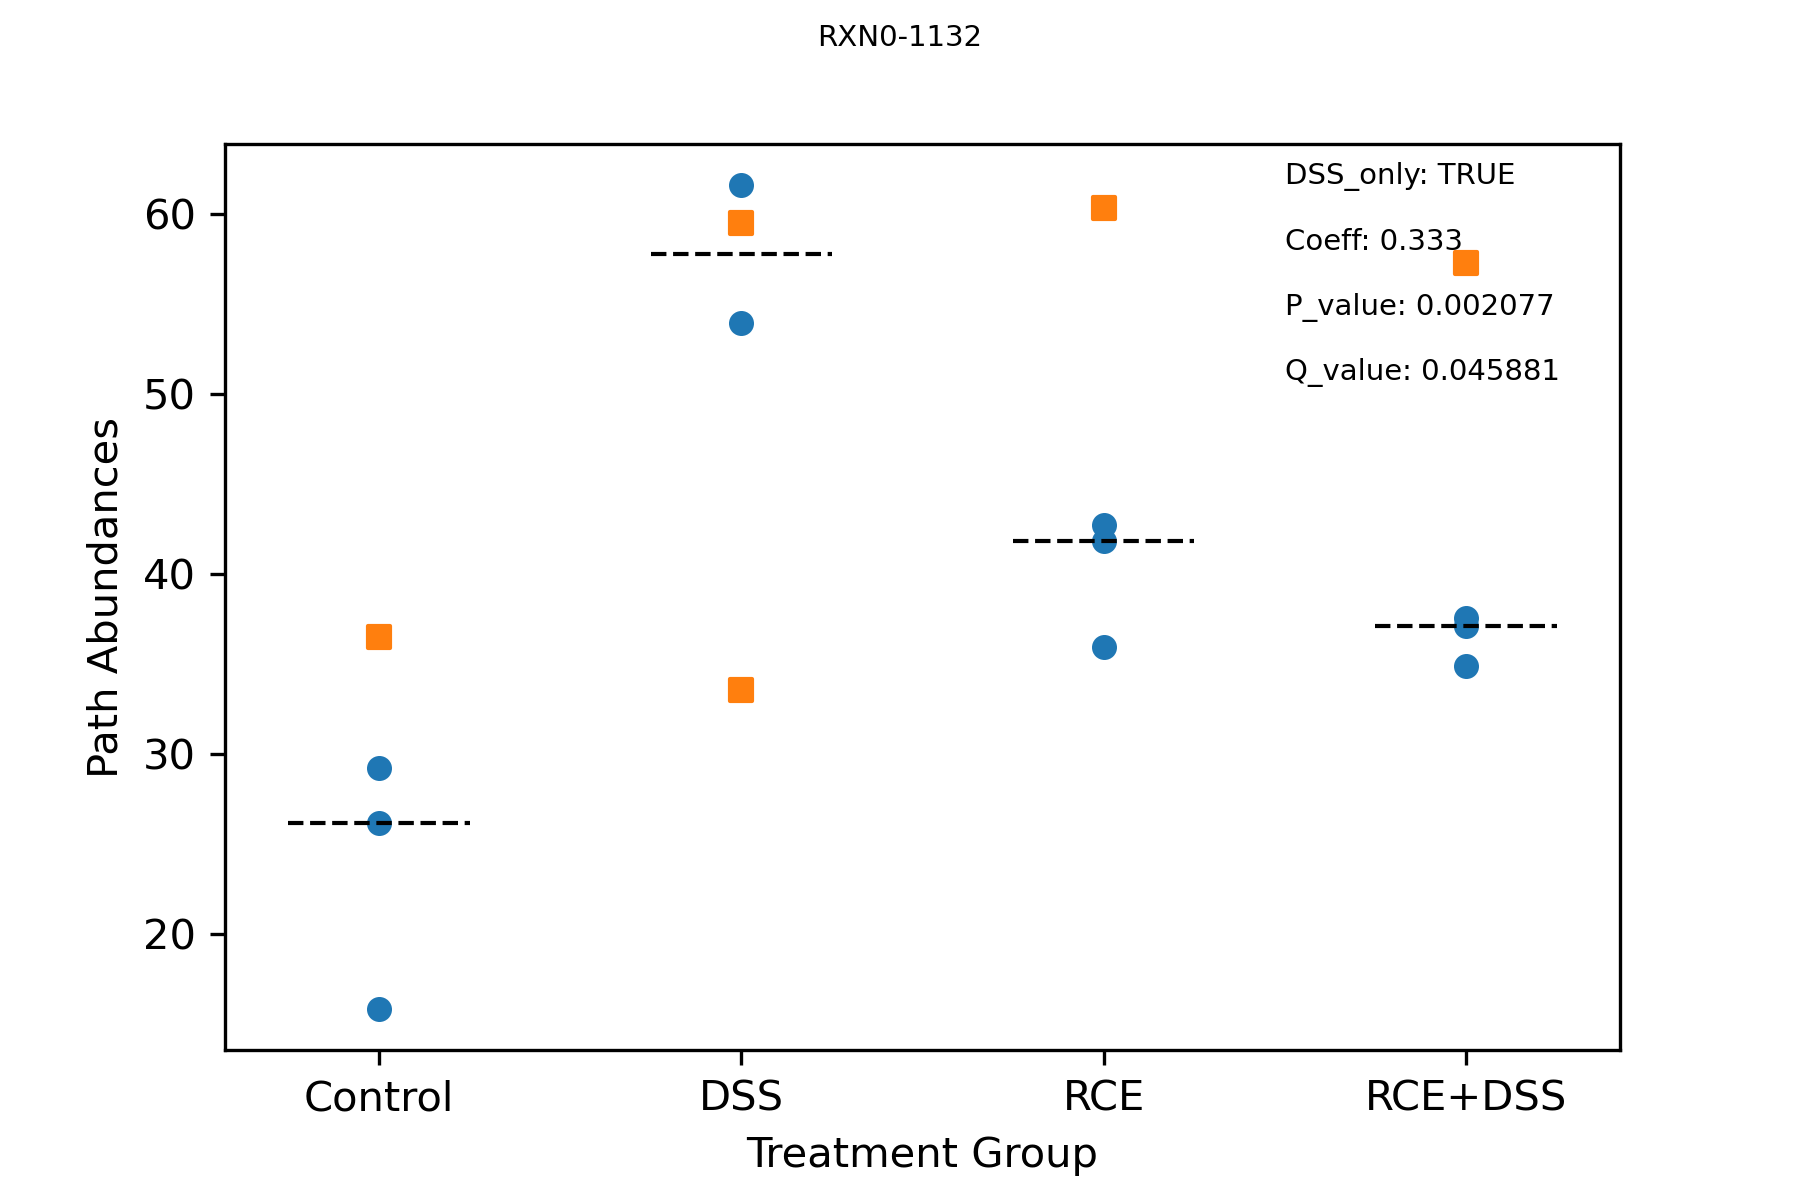 RXN0-1132
DSS_only: TRUE
Coeff: 0.333
P_value: 0.002077
Q_value: 0.045881
Path Abundances
60
50
40
30
20
Control
DSS
RCE
RCE+DSS
Treatment Group